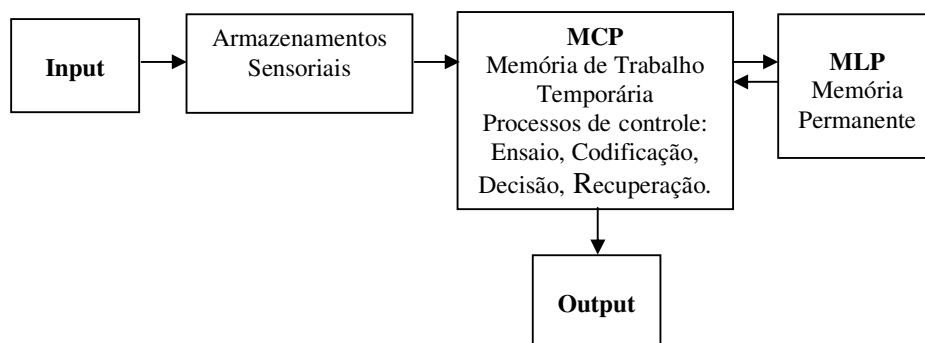 Input
Armazenamentos
Sensoriais
MCP
Memória de Trabalho
Temporária
Processos de controle:
Ensaio, Codificação,
Decisão, Recuperação.
MLP
Memória
Permanente
Output